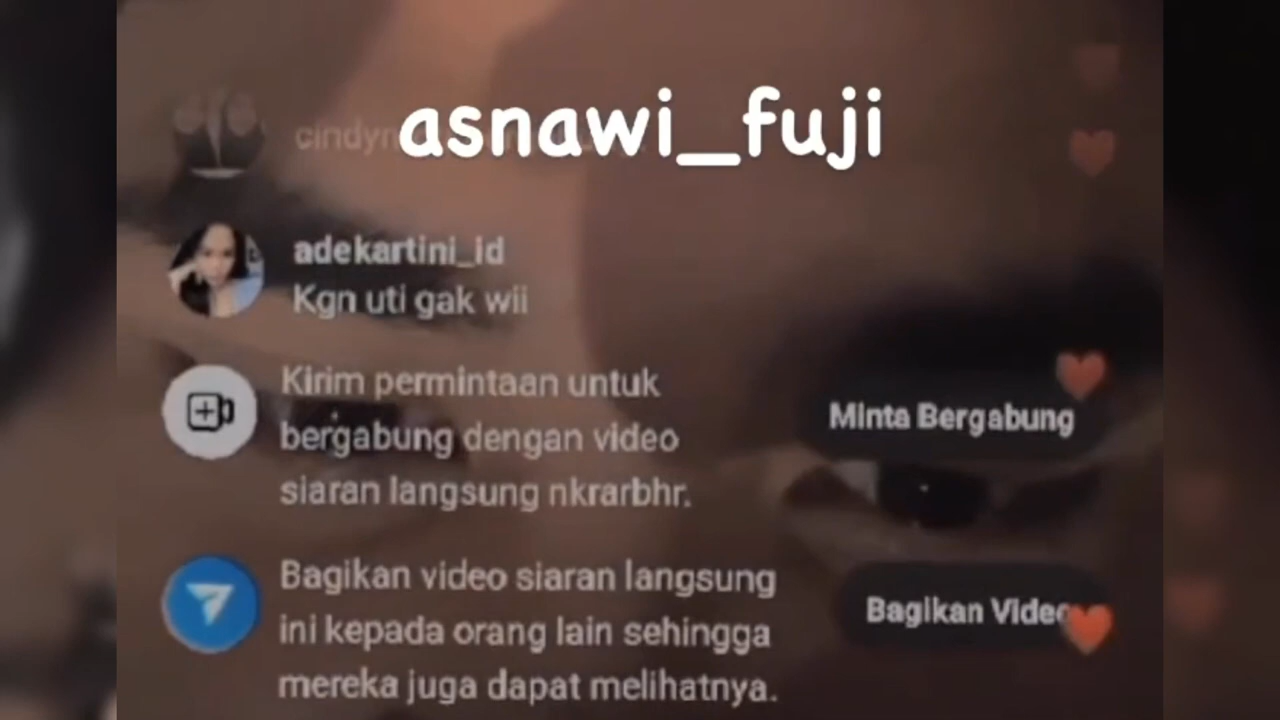 asnawi_fuji
adekartini_id
Kgn uti gak wii
Kirim permintaan untuk
bergabung dengan video
siaran langsung nkrarbhr.
Minta Bergabung
Bagikan video siaran langsung
ini kepada orang lain sehingga
mereka juga dapat melihatnya.
Bagikan Video